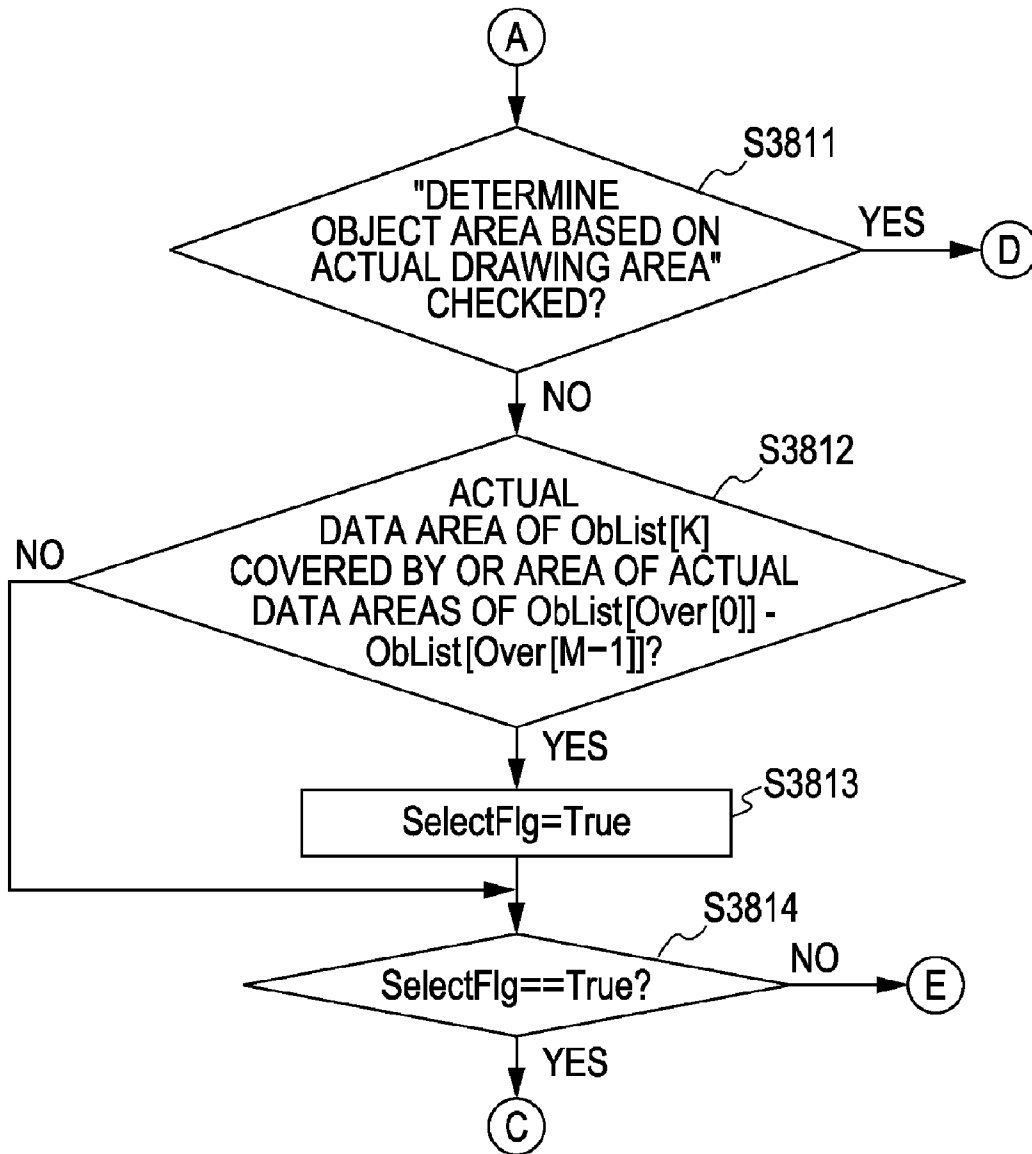 A
S3811
"DETERMINE
OBJECT AREA BASED ON
ACTUAL DRAWING AREA"
CHECKED?
YES
D
NO
S3812
ACTUAL
DATA AREA OF ObList[K]
COVERED BY OR AREA OF ACTUAL
DATA AREAS OF ObList[Over[0]] -
ObList[Over[M−1]]?
NO
YES
S3813
SelectFlg=True
S3814
SelectFlg==True?
NO
E
YES
C